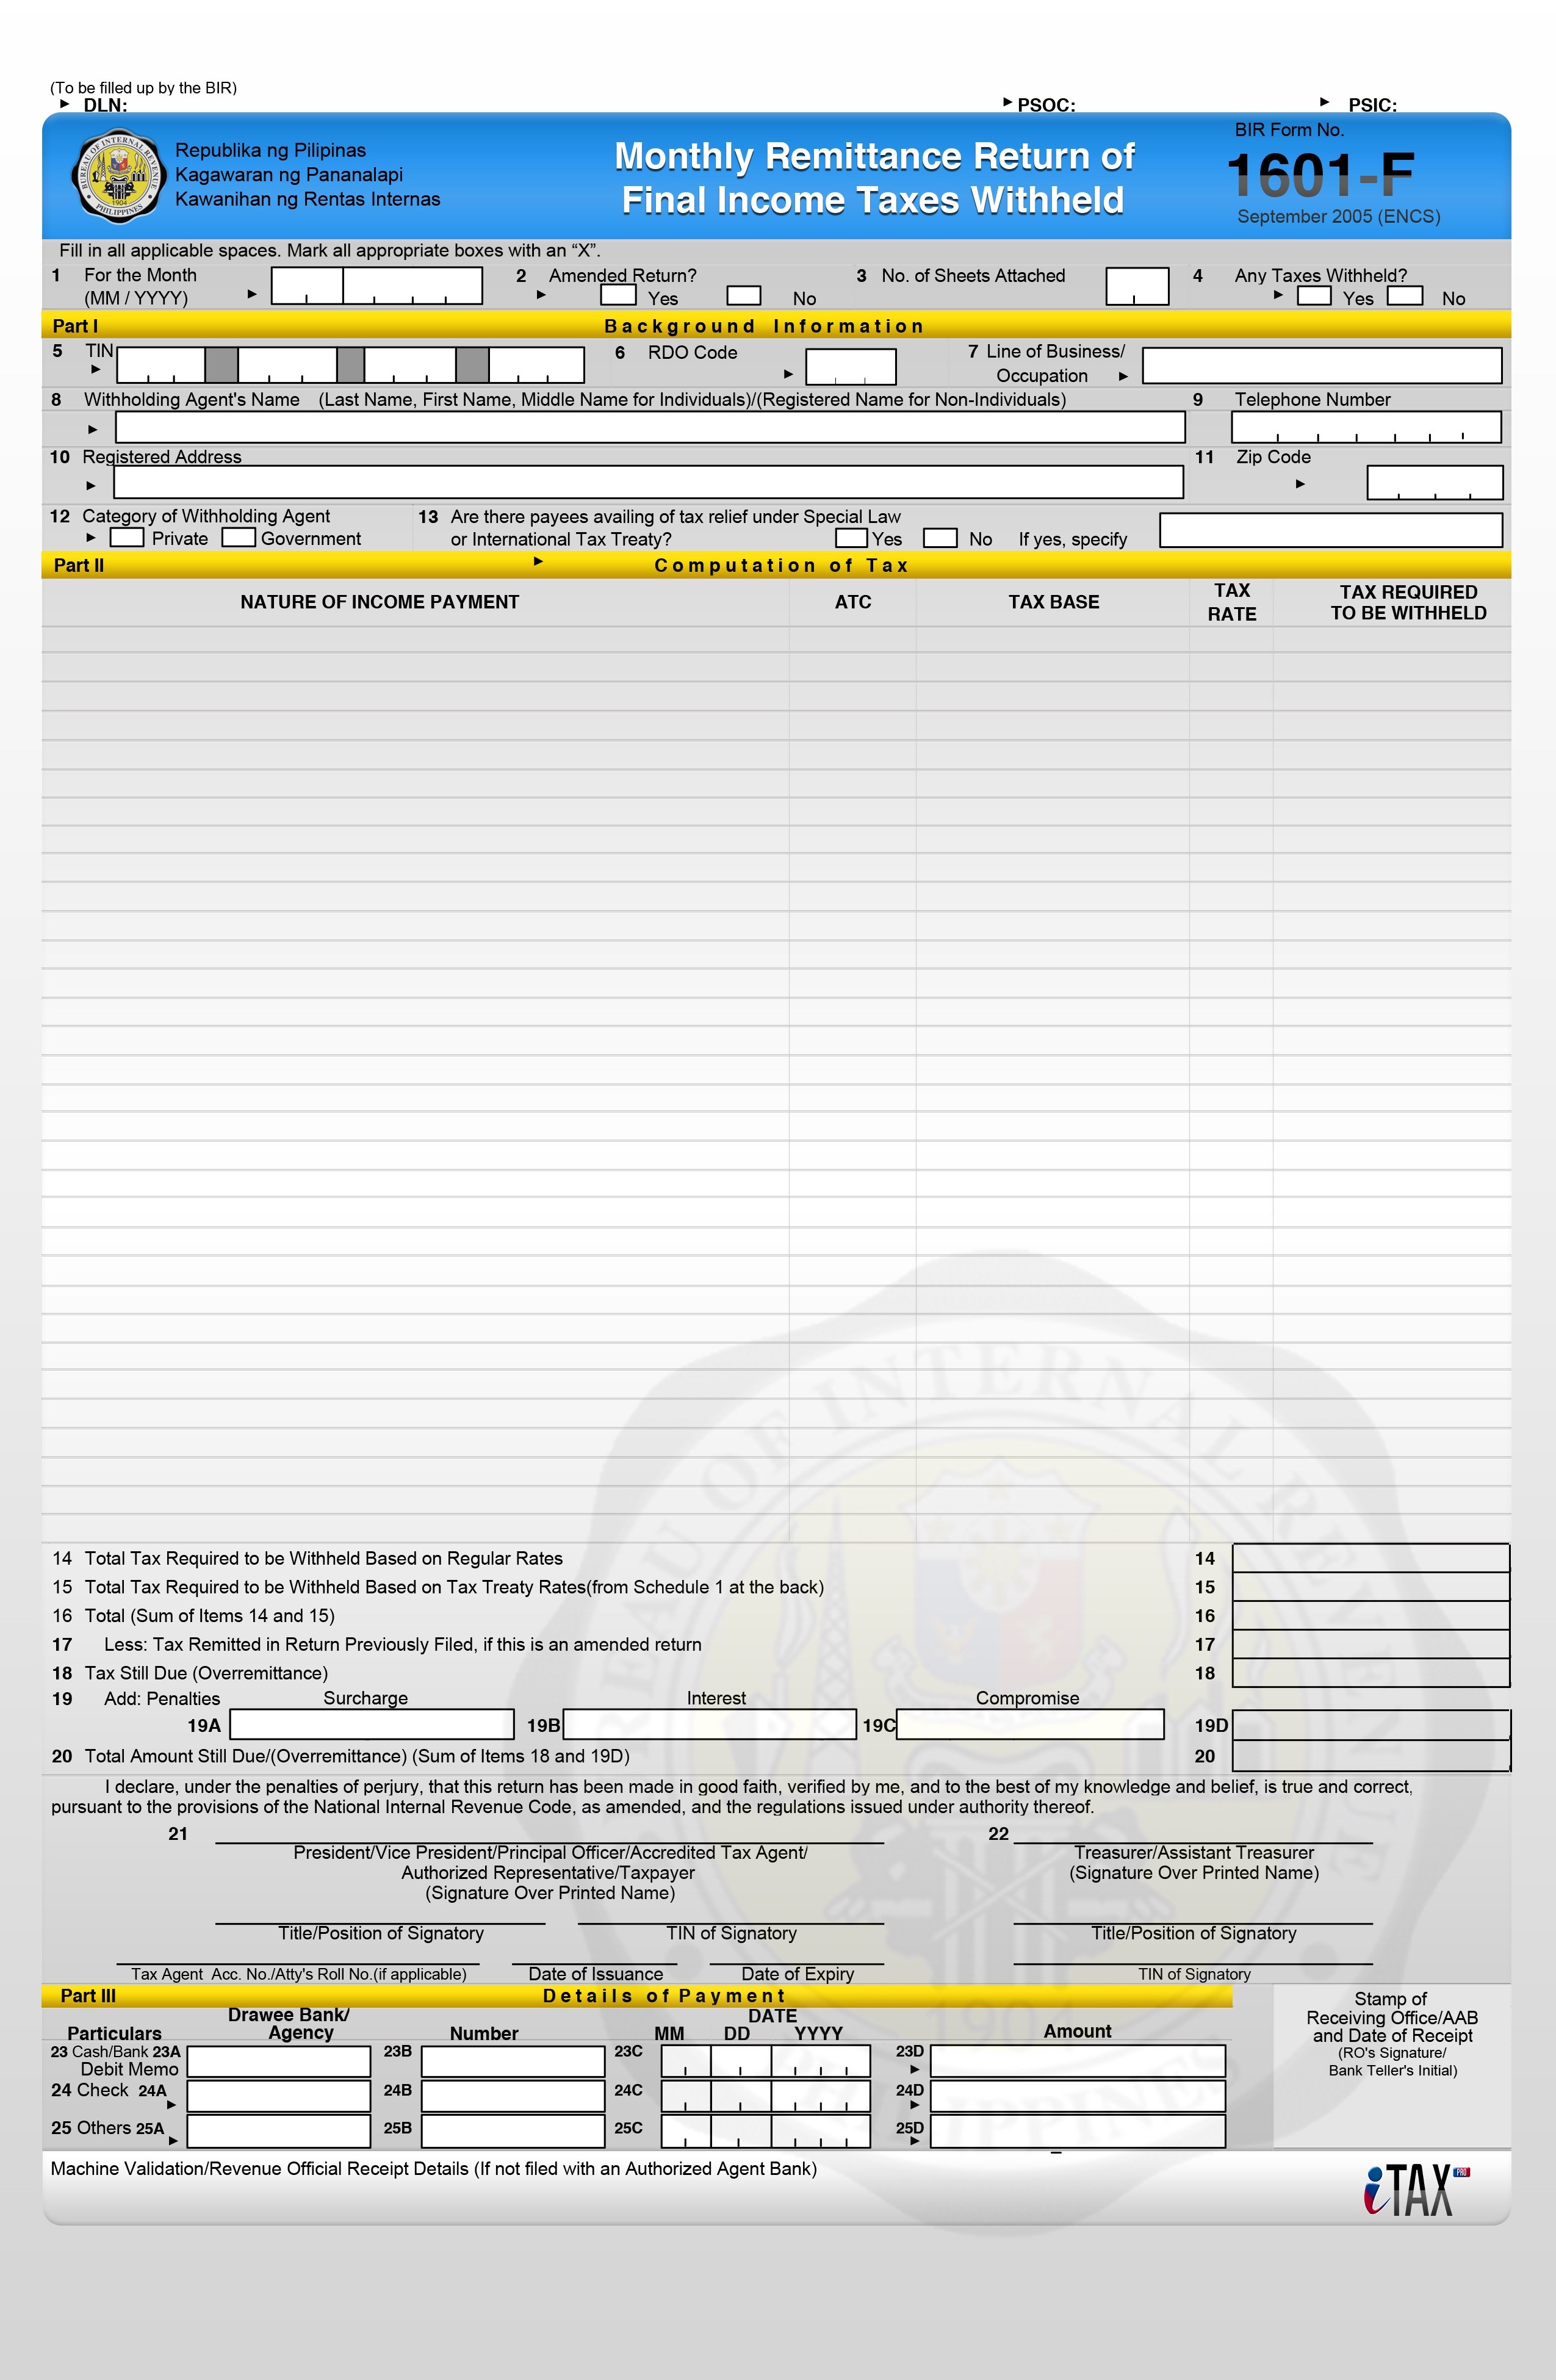 (To be filled up by the BIR)
DLN: PSOC: PSIC:
BUREAU OF INTERNAL REVENUE
1904
PHILIPPINES
Republika ng Pilipinas
Kagawaran ng Pananalapi
Kawanihan ng Rentas Internas
Monthly Remittance Return of
Final Income Taxes Withheld
BIR Form No.
1601-F
September 2005 (ENCS)
Fill in all applicable spaces. Mark all appropriate boxes with an “X”.
1 For the Month 2 Amended Return? 3 No. of Sheets Attached 4 Any Taxes Withheld?
(MM / YYYY) Yes No Yes No
Part I Background Information
5 TIN 6 RDO Code 7 Line of Business/
Occupation
8 Withholding Agent's Name (Last Name, First Name, Middle Name for Individuals)/(Registered Name for Non-Individuals) 9 Telephone Number
10 Registered Address 11 Zip Code
12 Category of Withholding Agent 13 Are there payees availing of tax relief under Special Law
Private Government or International Tax Treaty? Yes No If yes, specify
Part II Computation of Tax
NATURE OF INCOME PAYMENT ATC TAX BASE TAX RATE TAX REQUIRED TO BE WITHHELD
14 Total Tax Required to be Withheld Based on Regular Rates 14
15 Total Tax Required to be Withheld Based on Tax Treaty Rates(from Schedule 1 at the back) 15
16 Total (Sum of Items 14 and 15) 16
17 Less: Tax Remitted in Return Previously Filed, if this is an amended return 17
18 Tax Still Due (Overremittance) 18
19 Add: Penalties Surcharge Interest Compromise
19A 19B 19C 19D
20 Total Amount Still Due/(Overremittance) (Sum of Items 18 and 19D) 20
I declare, under the penalties of perjury, that this return has been made in good faith, verified by me, and to the best of my knowledge and belief, is true and correct,
pursuant to the provisions of the National Internal Revenue Code, as amended, and the regulations issued under authority thereof.
21 22
President/Vice President/Principal Officer/Accredited Tax Agent/ Treasurer/Assistant Treasurer
Authorized Representative/Taxpayer (Signature Over Printed Name)
(Signature Over Printed Name)
Title/Position of Signatory TIN of Signatory Title/Position of Signatory
Tax Agent Acc. No./Atty's Roll No.(if applicable) Date of Issuance Date of Expiry TIN of Signatory
Part III Details of Payment
Stamp of
Receiving Office/AAB
and Date of Receipt
(RO's Signature/
Bank Teller's Initial)
Drawee Bank/ DATE
Particulars Agency Number MM DD YYYY Amount
23 Cash/Bank 23A 23B 23C 23D
Debit Memo
24 Check 24A 24B 24C 24D
25 Others 25A 25B 25C 25D
Machine Validation/Revenue Official Receipt Details (If not filed with an Authorized Agent Bank)
iTAX PRO
BUREAU OF INTERNAL REVENUE
1904
PHILIPPINES